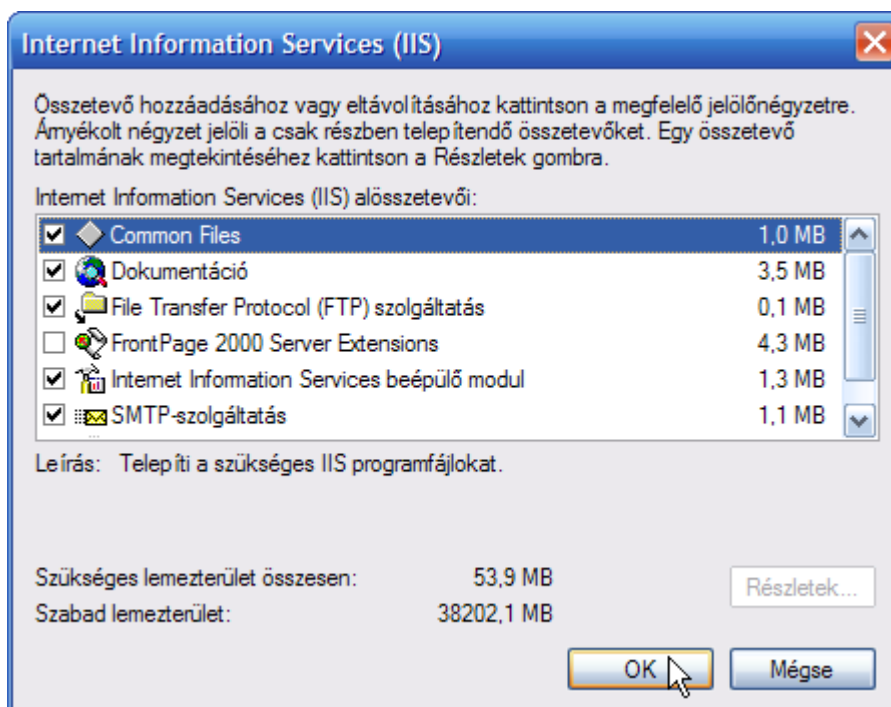 Internet Information Services (IIS)
Összetevő hozzáadásához vagy eltávolításához kattintson a megfelelő jelölőnégyzetre.
Árnyékolt négyzet jelöli a csak részben telepítendő összetevőket. Egy összetevő
tartalmának megtekintéséhez kattintson a Részletek gombra.
Internet Information Services (IIS) alösszetevői:
Common Files 1,0 MB
Dokumentáció 3,5 MB
File Transfer Protocol (FTP) szolgáltatás 0,1 MB
FrontPage 2000 Server Extensions 4,3 MB
Internet Information Services beépülő modul 1,3 MB
SMTP-szolgáltatás 1,1 MB
Leírás: Telepíti a szükséges IIS programfájlokat.
Szükséges lemezterület összesen: 53,9 MB
Részletek...
Szabad lemezterület: 38202,1 MB
OK Mégse